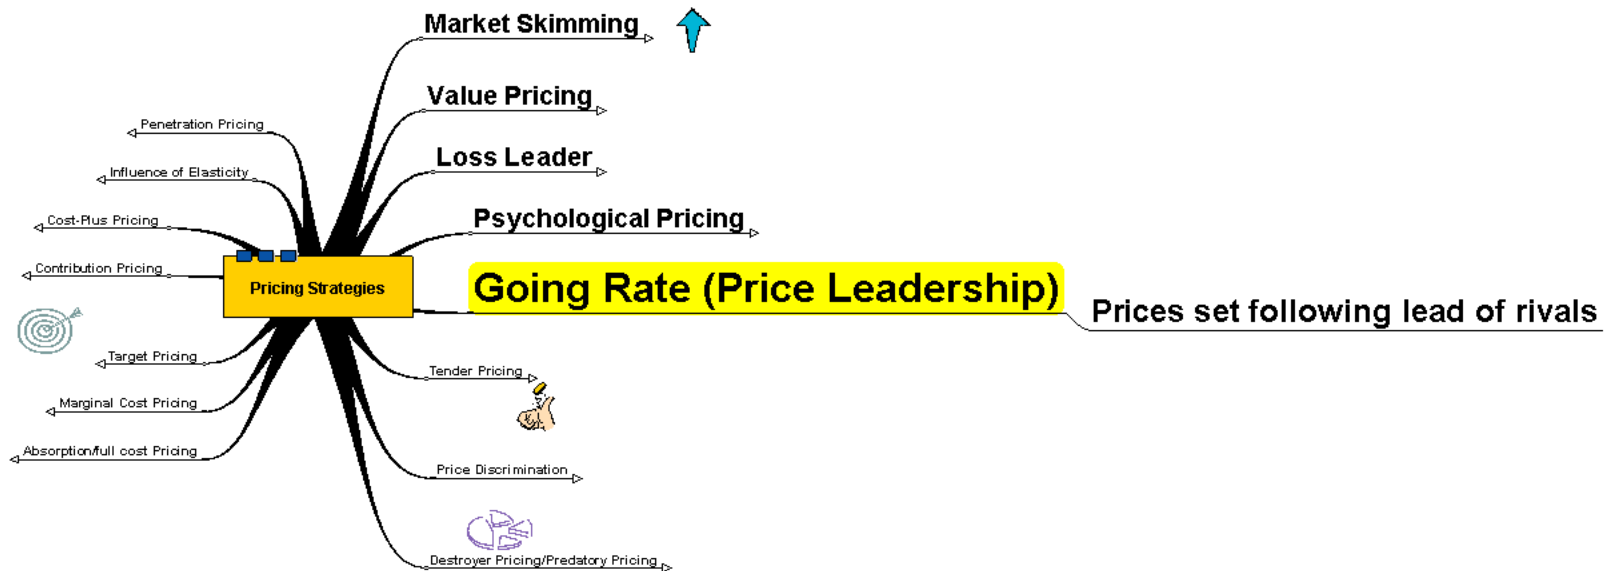 Market Skimming
Value Pricing
Penetration Pricing
Loss Leader
Influence of Elasticity
Cost-Plus Pricing
Psychological Pricing
Contribution Pricing
Pricing Strategies
Going Rate (Price Leadership)
Prices set following lead of rivals
Target Pricing
Tender Pricing
Marginal Cost Pricing
Absorption/full cost Pricing
Price Discrimination
Destroyer Pricing/Predatory Pricing